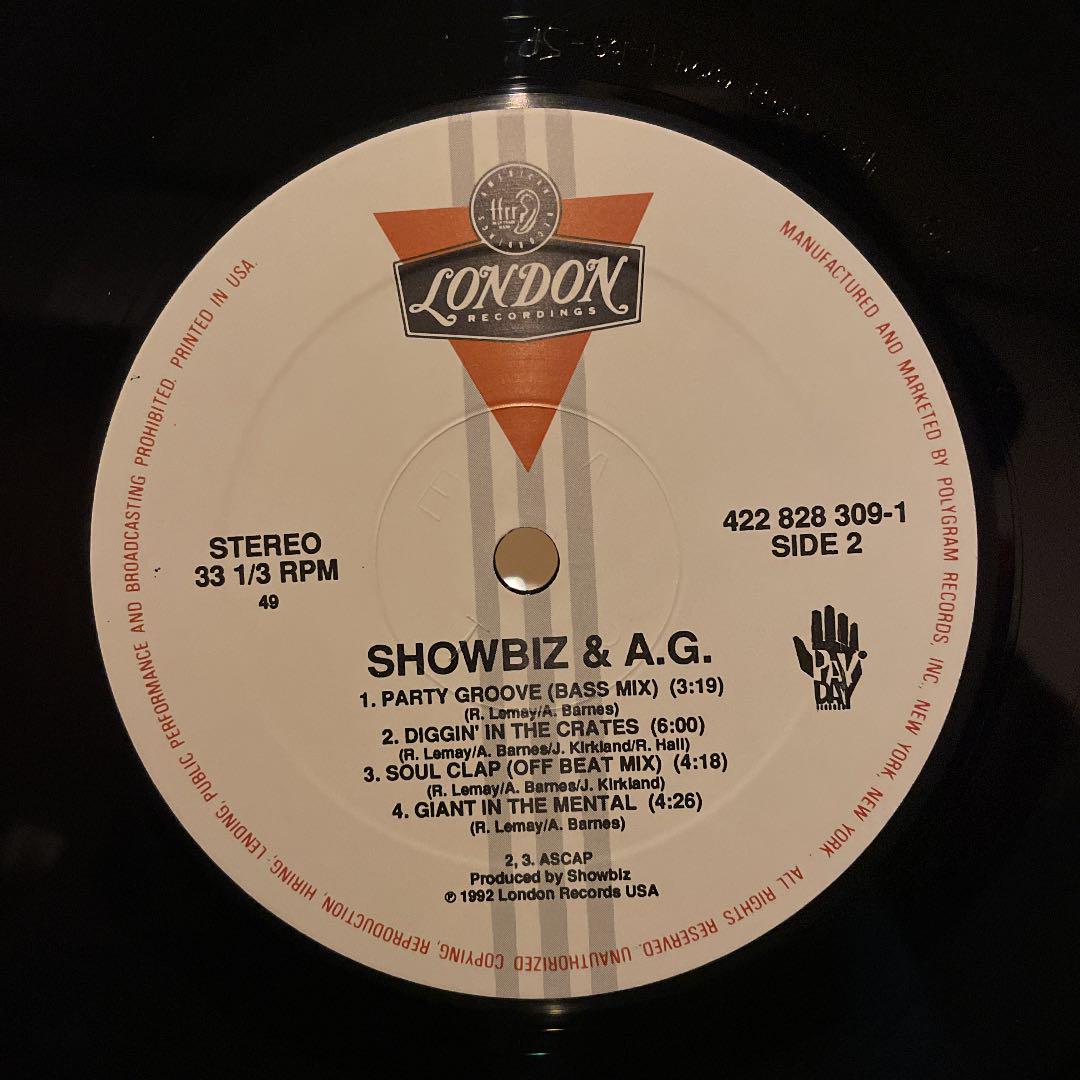 ffrr
AMERICAN RECORDINGS
LONDON
RECORDINGS
MANUFACTURED AND MARKETED BY POLYGRAM RECORDS, INC., NEW YORK, NEW YORK. ALL RIGHTS RESERVED. UNAUTHORIZED COPYING, REPRODUCTION, HIRING, LENDING, PUBLIC PERFORMANCE AND BROADCASTING PROHIBITED. PRINTED IN USA.
STEREO
33 1/3 RPM
49
422 828 309-1
SIDE 2
PAY
DAY
SHOWBIZ & A.G.
1. PARTY GROOVE (BASS MIX) (3:19)
(R. Lemay/A. Barnes)
2. DIGGIN' IN THE CRATES (6:00)
(R. Lemay/A. Barnes/J. Kirkland/R. Hall)
3. SOUL CLAP (OFF BEAT MIX) (4:18)
(R. Lemay/A. Barnes/J. Kirkland)
4. GIANT IN THE MENTAL (4:26)
(R. Lemay/A. Barnes)
2, 3. ASCAP
Produced by Showbiz
℗ 1992 London Records USA